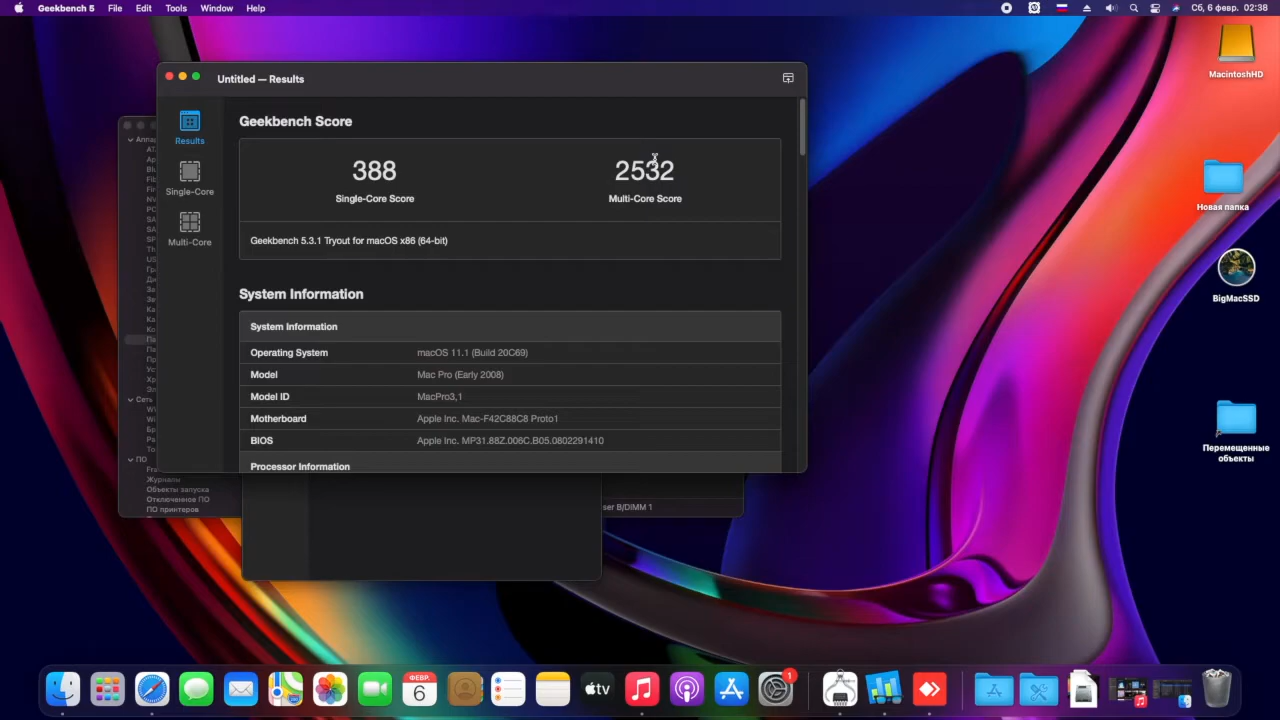 Geekbench 5 File Edit Tools Window Help
Сб, 6 февр. 02:38
MacintoshHD
Новая папка
BigMacSSD
Перемещенные
объекты
Untitled — Results
Results
Single-Core
Multi-Core
Geekbench Score
388 2532
Single-Core Score Multi-Core Score
Geekbench 5.3.1 Tryout for macOS x86 (64-bit)
System Information
System Information
Operating System macOS 11.1 (Build 20C69)
Model Mac Pro (Early 2008)
Model ID MacPro3,1
Motherboard Apple Inc. Mac-F42C88C8 Proto1
BIOS Apple Inc. MP31.88Z.006C.B05.0802291410
Processor Information
Сеть
ПО
Журналы
Объекты запуска
Отключенное ПО
ПО принтеров
ser B/DIMM 1
ФЕВР.
6
tv
1